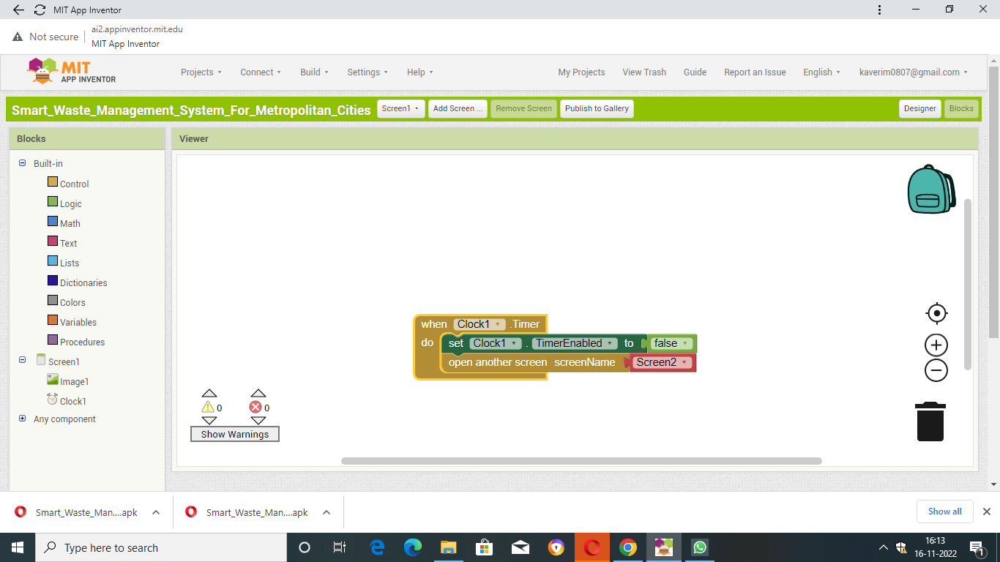 MIT App Inventor
Not secure
ai2.appinventor.mit.edu
MIT App Inventor
MIT
APP INVENTOR
Projects Connect Build Settings Help My Projects View Trash Guide Report an Issue English kaverim0807@gmail.com
Smart_Waste_Management_System_For_Metropolitan_Cities Screen1 Add Screen ... Remove Screen Publish to Gallery Designer Blocks
Blocks
Viewer
Built-in
Control
Logic
Math
Text
Lists
Dictionaries
Colors
Variables
Procedures
Screen1
Image1
Clock1
Any component
when Clock1 .Timer
do set Clock1 . TimerEnabled to false
open another screen screenName Screen2
0 0
Show Warnings
Smart_Waste_Man....apk Smart_Waste_Man....apk Show all
Type here to search
16:13
16-11-2022
1